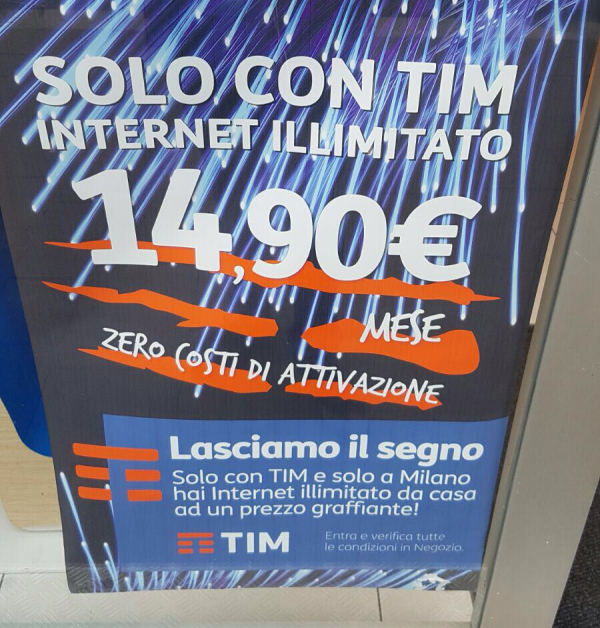 SOLO CON TIM
INTERNET ILLIMITATO
14,90€
MESE
ZERO COSTI DI ATTIVAZIONE
Lasciamo il segno
Solo con TIM e solo a Milano
hai Internet illimitato da casa
ad un prezzo graffiante!
TIM
Entra e verifica tutte
le condizioni in Negozio.